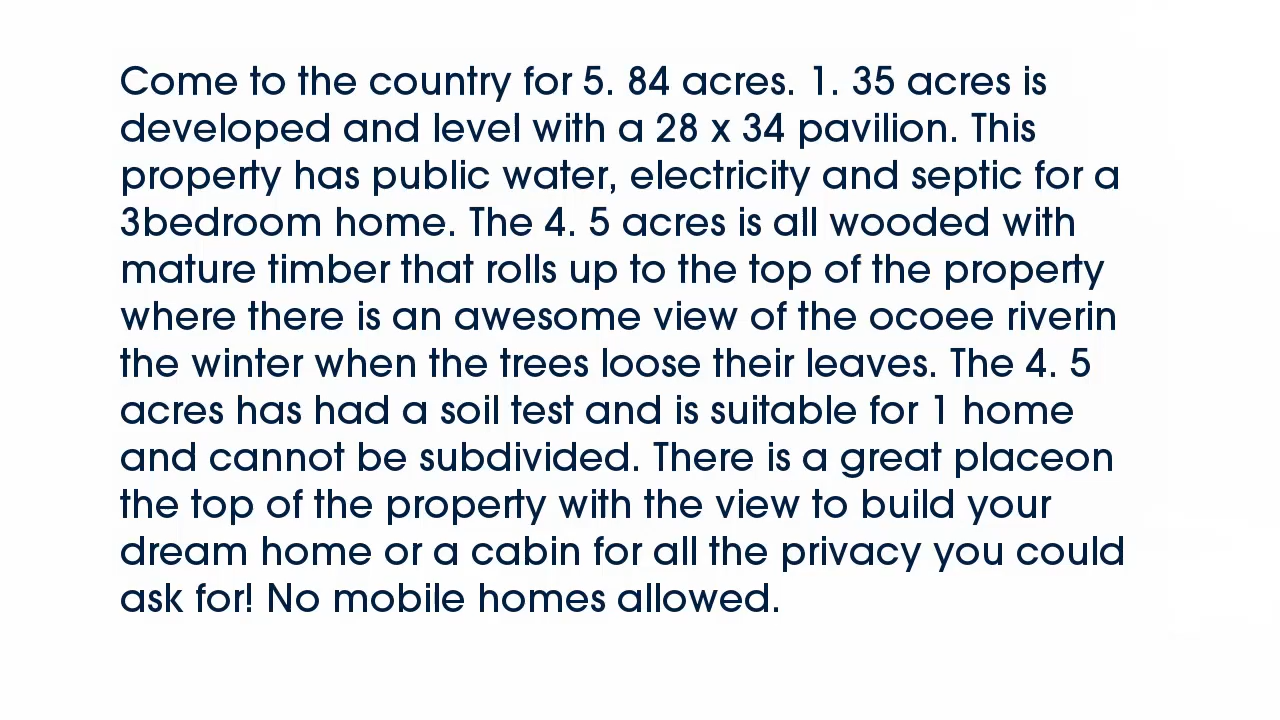 Come to the country for 5. 84 acres. 1. 35 acres is
developed and level with a 28 x 34 pavilion. This
property has public water, electricity and septic for a
3bedroom home. The 4. 5 acres is all wooded with
mature timber that rolls up to the top of the property
where there is an awesome view of the ocoee riverin
the winter when the trees loose their leaves. The 4. 5
acres has had a soil test and is suitable for 1 home
and cannot be subdivided. There is a great placeon
the top of the property with the view to build your
dream home or a cabin for all the privacy you could
ask for! No mobile homes allowed.